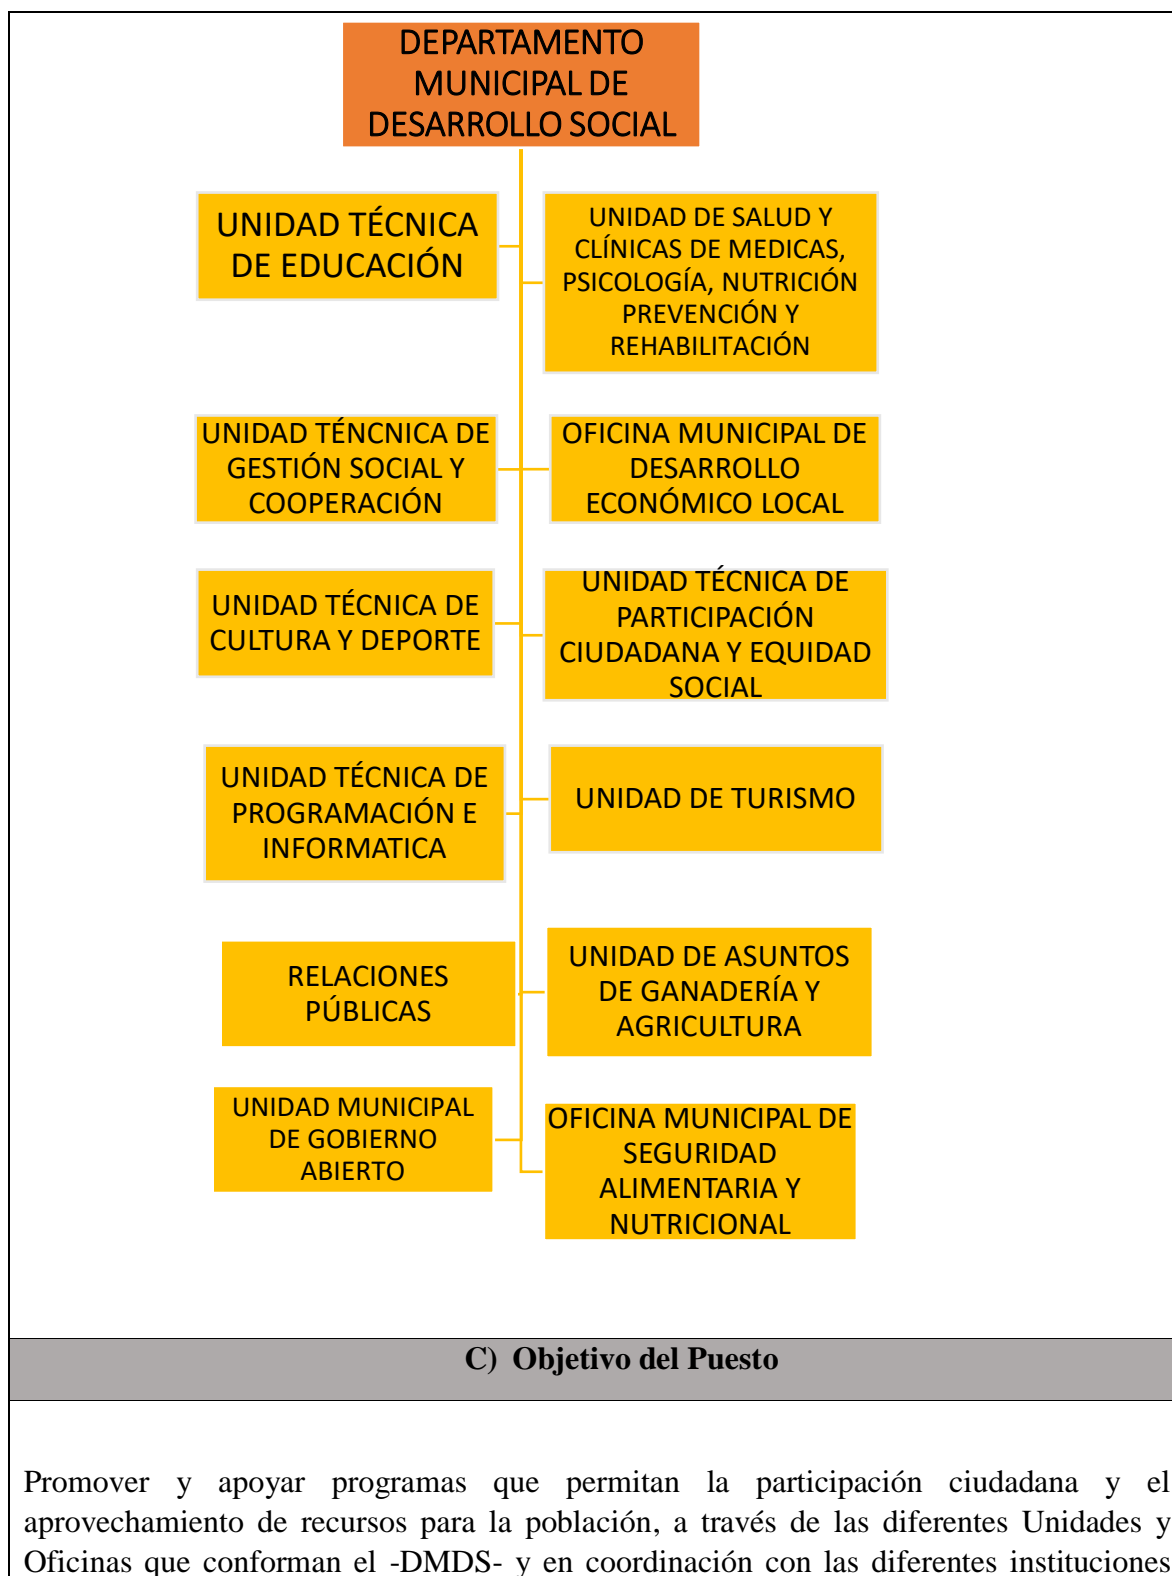 DEPARTAMENTO
MUNICIPAL DE
DESARROLLO SOCIAL
UNIDAD TÉCNICA
DE EDUCACIÓN
UNIDAD DE SALUD Y
CLÍNICAS DE MEDICAS,
PSICOLOGÍA, NUTRICIÓN
PREVENCIÓN Y
REHABILITACIÓN
UNIDAD TÉNCNICA DE
GESTIÓN SOCIAL Y
COOPERACIÓN
OFICINA MUNICIPAL DE
DESARROLLO
ECONÓMICO LOCAL
UNIDAD TÉCNICA DE
CULTURA Y DEPORTE
UNIDAD TÉCNICA DE
PARTICIPACIÓN
CIUDADANA Y EQUIDAD
SOCIAL
UNIDAD TÉCNICA DE
PROGRAMACIÓN E
INFORMATICA
UNIDAD DE TURISMO
RELACIONES
PÚBLICAS
UNIDAD DE ASUNTOS
DE GANADERÍA Y
AGRICULTURA
UNIDAD MUNICIPAL
DE GOBIERNO
ABIERTO
OFICINA MUNICIPAL DE
SEGURIDAD
ALIMENTARIA Y
NUTRICIONAL
C) Objetivo del Puesto
Promover y apoyar programas que permitan la participación ciudadana y el
aprovechamiento de recursos para la población, a través de las diferentes Unidades y
Oficinas que conforman el -DMDS- y en coordinación con las diferentes instituciones